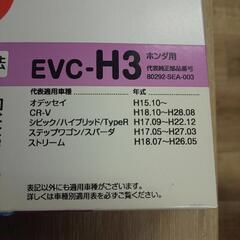 法
EVC-H3 ホンダ用
代表純正部品番号
80292-SEA-003
代表適用車種 年式
オデッセイ H15.10~
CR-V H18.10~H28.08
シビック/ハイブリッド/TypeR H17.09~H22.12
ステップワゴン/スパーダ H17.05~H27.03
ストリーム H18.07~H26.05
表記以外にも適用車種がございます。
詳しくは車種別適用表を必ずご覧ください。